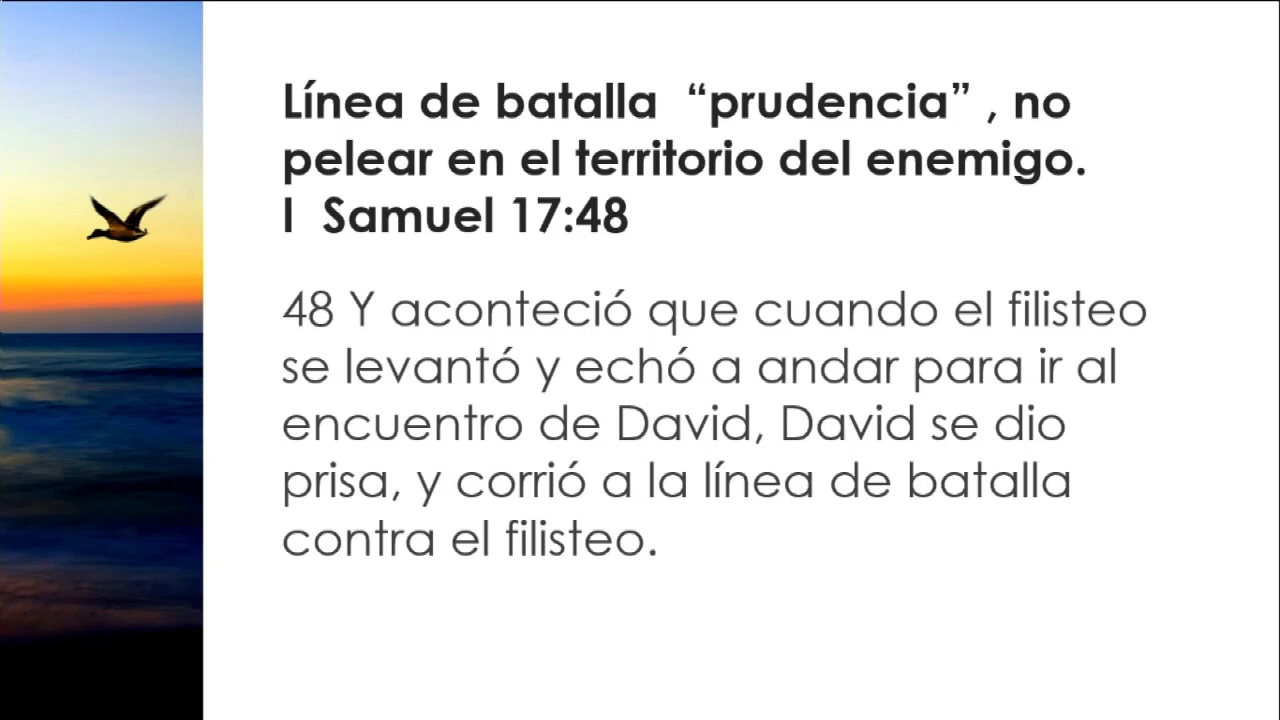 Línea de batalla “prudencia” , no
pelear en el territorio del enemigo.
I Samuel 17:48
48 Y aconteció que cuando el filisteo
se levantó y echó a andar para ir al
encuentro de David, David se dio
prisa, y corrió a la línea de batalla
contra el filisteo.